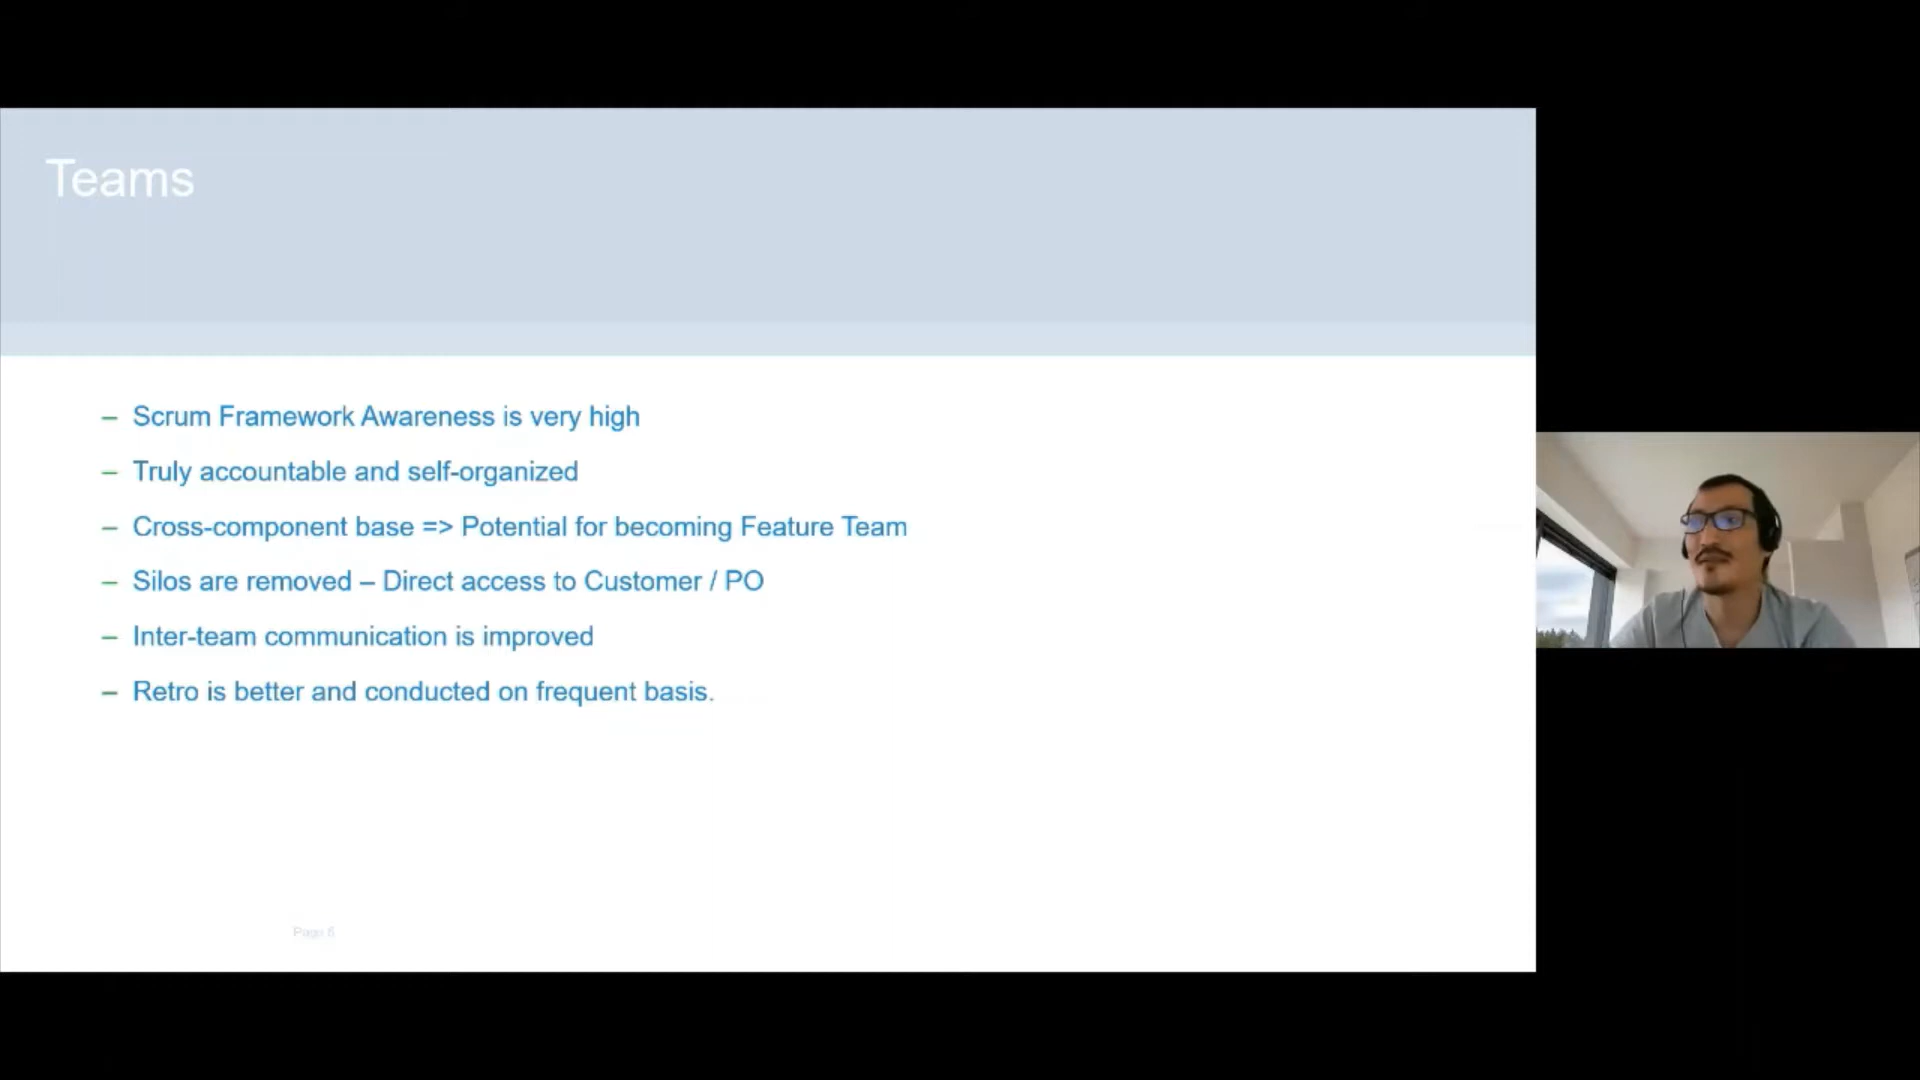 Teams
– Scrum Framework Awareness is very high
– Truly accountable and self-organized
– Cross-component base => Potential for becoming Feature Team
– Silos are removed – Direct access to Customer / PO
– Inter-team communication is improved
– Retro is better and conducted on frequent basis.
Page 6